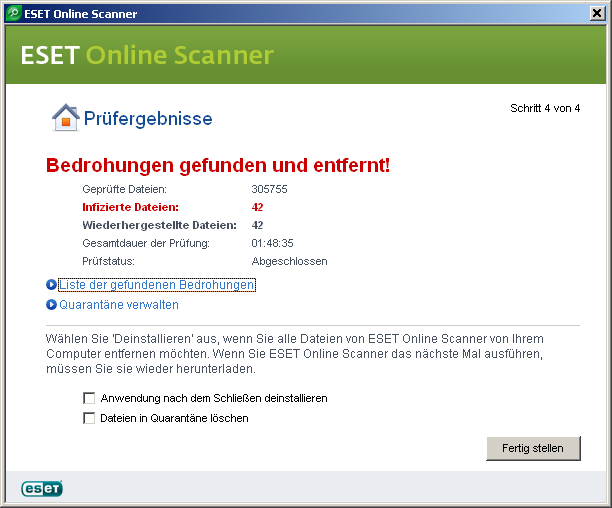 ESET Online Scanner
ESET Online Scanner
Schritt 4 von 4
Prüfergebnisse
Bedrohungen gefunden und entfernt!
Geprüfte Dateien: 305755
Infizierte Dateien: 42
Wiederhergestellte Dateien: 42
Gesamtdauer der Prüfung: 01:48:35
Prüfstatus: Abgeschlossen
Liste der gefundenen Bedrohungen
Quarantäne verwalten
Wählen Sie 'Deinstallieren' aus, wenn Sie alle Dateien von ESET Online Scanner von Ihrem
Computer entfernen möchten. Wenn Sie ESET Online Scanner das nächste Mal ausführen,
müssen Sie sie wieder herunterladen.
Anwendung nach dem Schließen deinstallieren
Dateien in Quarantäne löschen
Fertig stellen
eseT